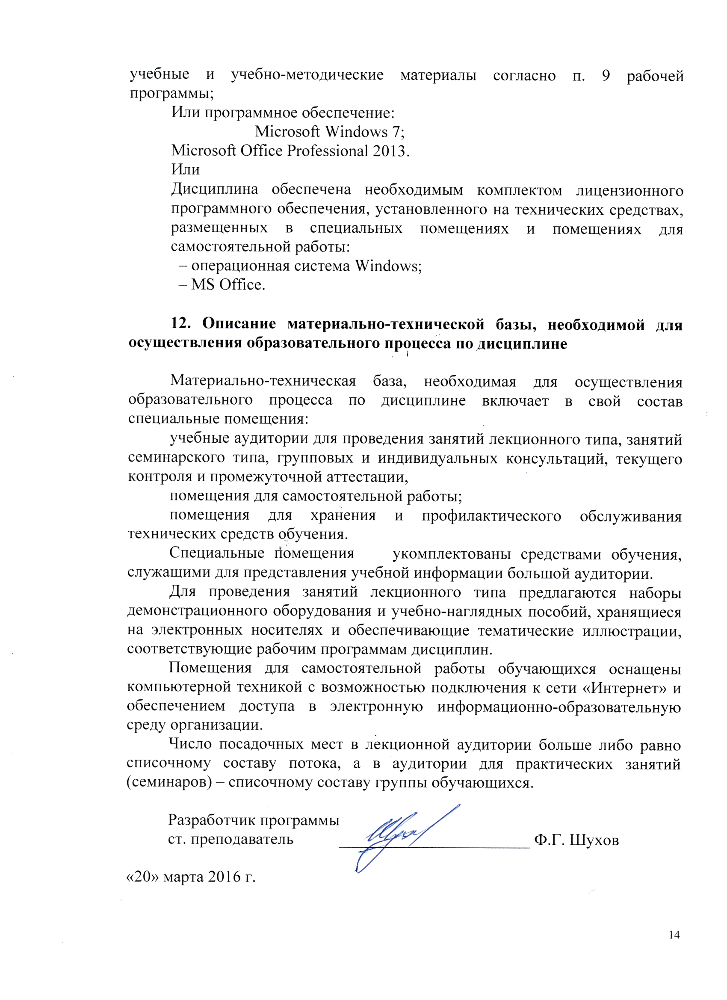 учебные и учебно-методические материалы согласно п. 9 рабочей
программы;
Или программное обеспечение:
Microsoft Windows 7;
Microsoft Office Professional 2013.
Или
Дисциплина обеспечена необходимым комплектом лицензионного
программного обеспечения, установленного на технических средствах,
размещенных в специальных помещениях и помещениях для
самостоятельной работы:
– операционная система Windows;
– MS Office.
12. Описание материально-технической базы, необходимой для
осуществления образовательного процесса по дисциплине
Материально-техническая база, необходимая для осуществления
образовательного процесса по дисциплине включает в свой состав
специальные помещения:
учебные аудитории для проведения занятий лекционного типа, занятий
семинарского типа, групповых и индивидуальных консультаций, текущего
контроля и промежуточной аттестации,
помещения для самостоятельной работы;
помещения для хранения и профилактического обслуживания
технических средств обучения.
Специальные помещения укомплектованы средствами обучения,
служащими для представления учебной информации большой аудитории.
Для проведения занятий лекционного типа предлагаются наборы
демонстрационного оборудования и учебно-наглядных пособий, хранящиеся
на электронных носителях и обеспечивающие тематические иллюстрации,
соответствующие рабочим программам дисциплин.
Помещения для самостоятельной работы обучающихся оснащены
компьютерной техникой с возможностью подключения к сети «Интернет» и
обеспечением доступа в электронную информационно-образовательную
среду организации.
Число посадочных мест в лекционной аудитории больше либо равно
списочному составу потока, а в аудитории для практических занятий
(семинаров) – списочному составу группы обучающихся.
Разработчик программы
ст. преподаватель Ф.Г. Шухов
«20» марта 2016 г.
14